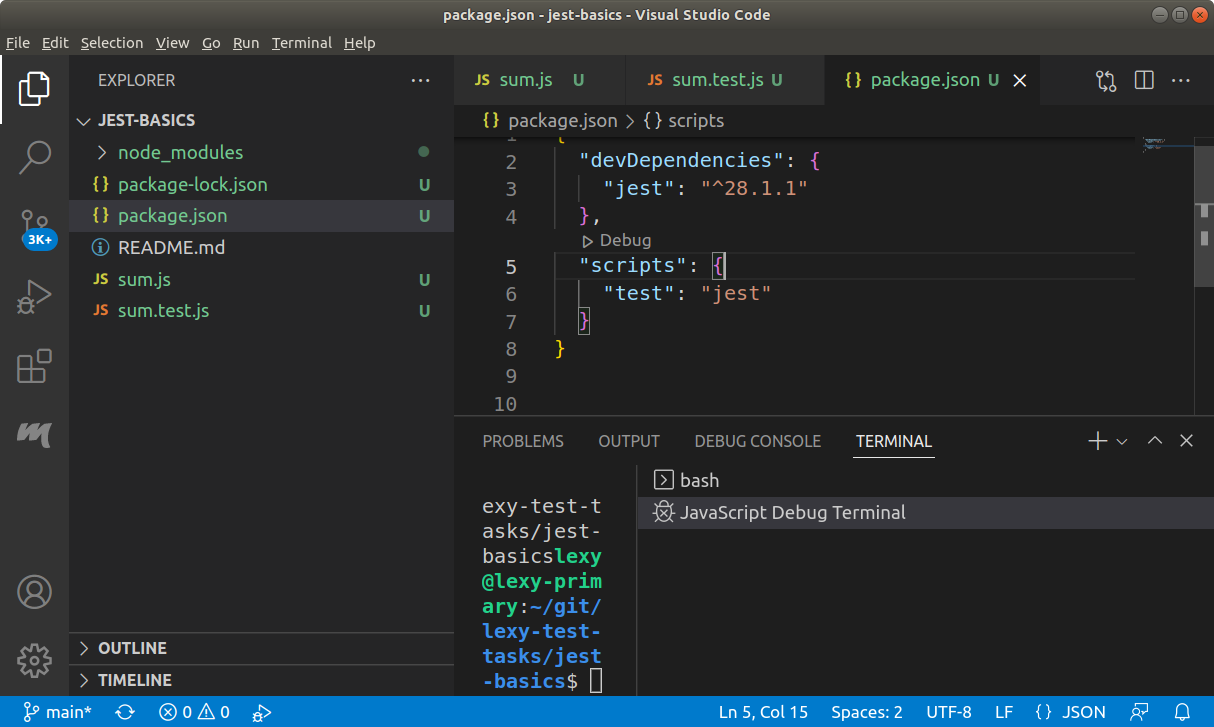 package.json - jest-basics - Visual Studio Code
File Edit Selection View Go Run Terminal Help
EXPLORER
JEST-BASICS
node_modules
{} package-lock.json U
{} package.json U
README.md
JS sum.js U
JS sum.test.js U
OUTLINE
TIMELINE
3K+
JS sum.js U
JS sum.test.js U
{} package.json U
{} package.json > {} scripts
1 {
2 "devDependencies": {
3 "jest": "^28.1.1"
4 },
Debug
5 "scripts": {
6 "test": "jest"
7 }
8 }
9
10
PROBLEMS OUTPUT DEBUG CONSOLE TERMINAL
exy-test-t
asks/jest-
basicslexy
@lexy-prim
ary:~/git/
lexy-test-
tasks/jest
-basics$
bash
JavaScript Debug Terminal
main* 0 0 Ln 5, Col 15 Spaces: 2 UTF-8 LF {} JSON